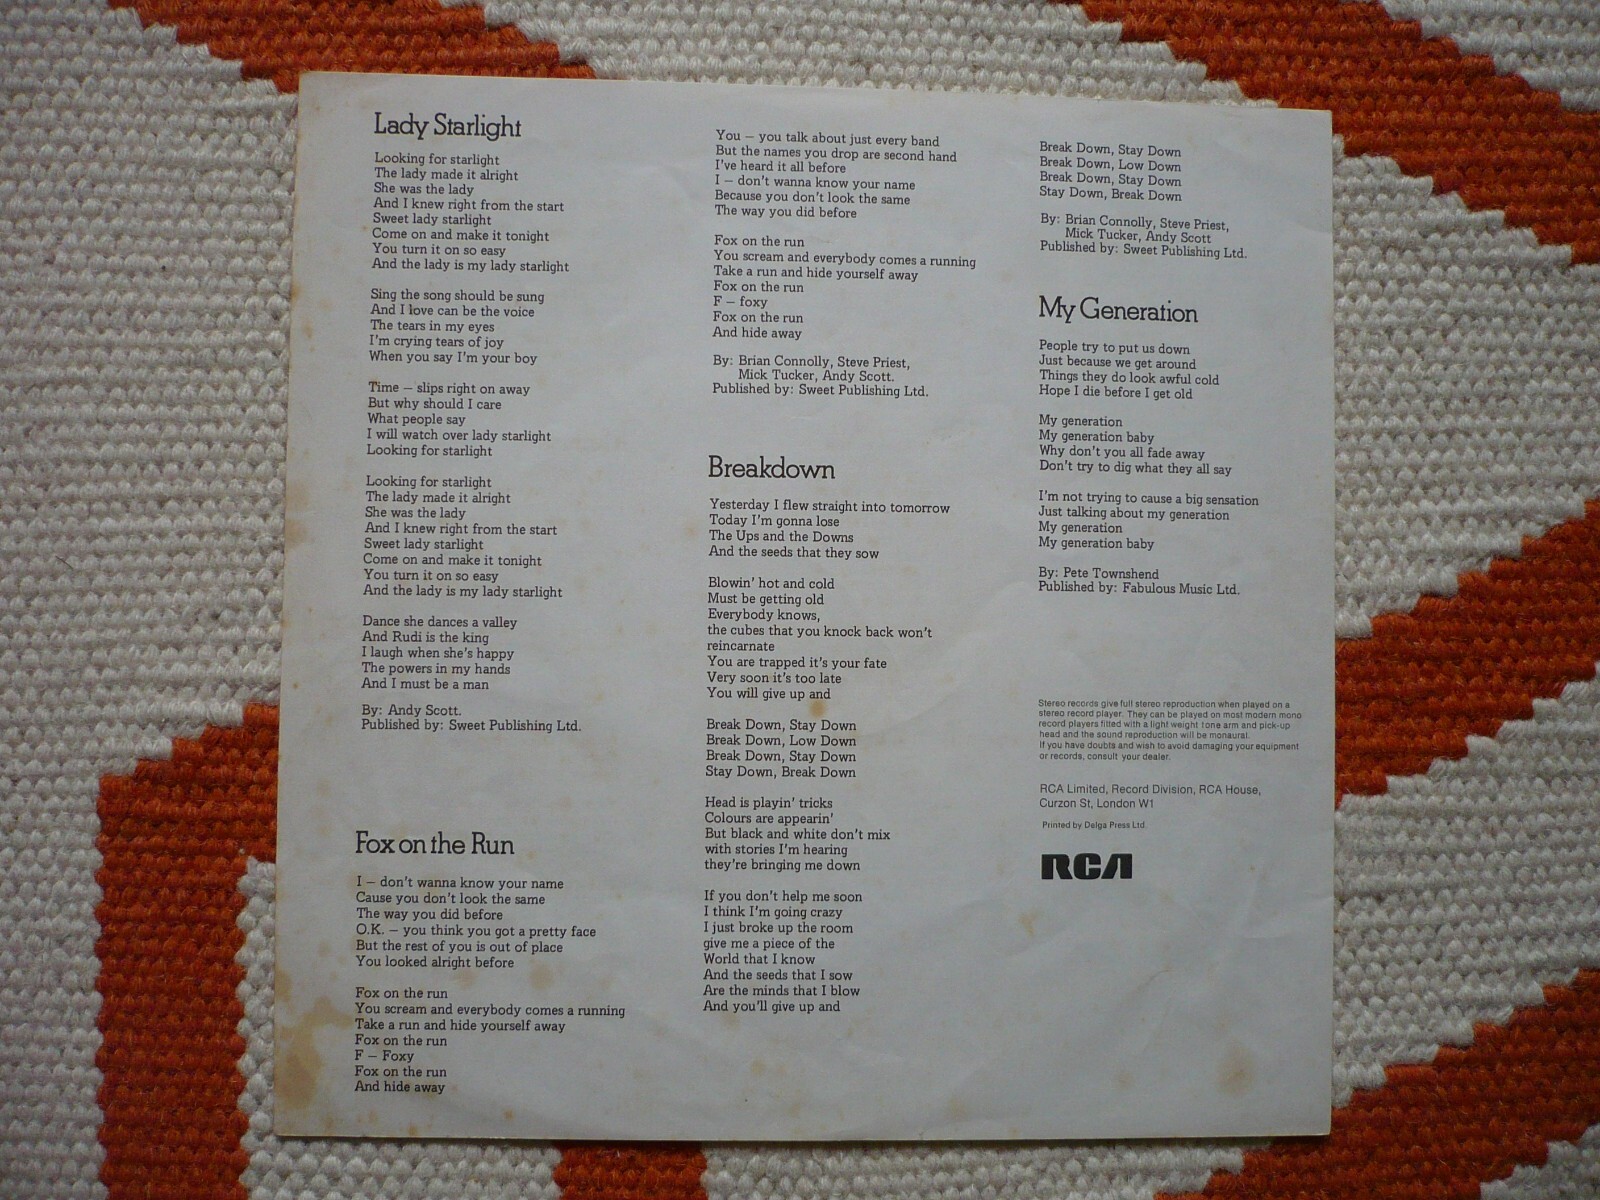 Lady Starlight
Looking for starlight
The lady made it alright
She was the lady
And I knew right from the start
Sweet lady starlight
Come on and make it tonight
You turn it on so easy
And the lady is my lady starlight
Sing the song should be sung
And I love can be the voice
The tears in my eyes
I'm crying tears of joy
When you say I'm your boy
Time – slips right on away
But why should I care
What people say
I will watch over lady starlight
Looking for starlight
Looking for starlight
The lady made it alright
She was the lady
And I knew right from the start
Sweet lady starlight
Come on and make it tonight
You turn it on so easy
And the lady is my lady starlight
Dance she dances a valley
And Rudi is the king
I laugh when she's happy
The powers in my hands
And I must be a man
By: Andy Scott.
Published by: Sweet Publishing Ltd.
Fox on the Run
I – don't wanna know your name
Cause you don't look the same
The way you did before
O.K. – you think you got a pretty face
But the rest of you is out of place
You looked alright before
Fox on the run
You scream and everybody comes a running
Take a run and hide yourself away
Fox on the run
F – Foxy
Fox on the run
And hide away
You – you talk about just every band
But the names you drop are second hand
I've heard it all before
I – don't wanna know your name
Because you don't look the same
The way you did before
Fox on the run
You scream and everybody comes a running
Take a run and hide yourself away
Fox on the run
F – foxy
Fox on the run
And hide away
By: Brian Connolly, Steve Priest,
Mick Tucker, Andy Scott.
Published by: Sweet Publishing Ltd.
Breakdown
Yesterday I flew straight into tomorrow
Today I'm gonna lose
The Ups and the Downs
And the seeds that they sow
Blowin' hot and cold
Must be getting old
Everybody knows,
the cubes that you knock back won't
reincarnate
You are trapped it's your fate
Very soon it's too late
You will give up and
Break Down, Stay Down
Break Down, Low Down
Break Down, Stay Down
Stay Down, Break Down
Head is playin' tricks
Colours are appearin'
But black and white don't mix
with stories I'm hearing
they're bringing me down
If you don't help me soon
I think I'm going crazy
I just broke up the room
give me a piece of the
World that I know
And the seeds that I sow
Are the minds that I blow
And you'll give up and
Break Down, Stay Down
Break Down, Low Down
Break Down, Stay Down
Stay Down, Break Down
By: Brian Connolly, Steve Priest,
Mick Tucker, Andy Scott
Published by: Sweet Publishing Ltd.
My Generation
People try to put us down
Just because we get around
Things they do look awful cold
Hope I die before I get old
My generation
My generation baby
Why don't you all fade away
Don't try to dig what they all say
I'm not trying to cause a big sensation
Just talking about my generation
My generation
My generation baby
By: Pete Townshend
Published by: Fabulous Music Ltd.
Stereo records give full stereo reproduction when played on a
stereo record player. They can be played on most modern mono
record players fitted with a light weight tone arm and pick-up
head and the sound reproduction will be monaural.
If you have doubts and wish to avoid damaging your equipment
or records, consult your dealer.
RCA Limited, Record Division, RCA House,
Curzon St, London W1
Printed by Delga Press Ltd.
RCA